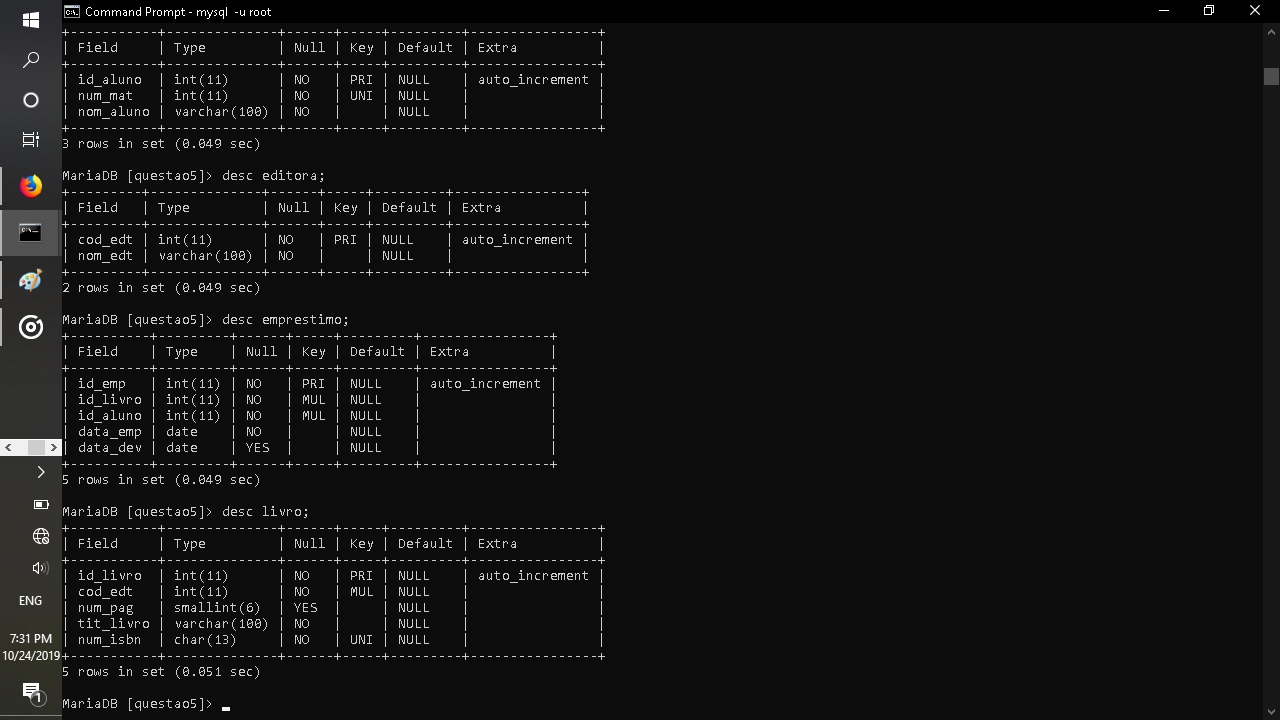 Command Prompt - mysql  -u root
+----------+--------------+------+-----+---------+----------------+
| Field    | Type         | Null | Key | Default | Extra          |
+----------+--------------+------+-----+---------+----------------+
| id_aluno | int(11)      | NO   | PRI | NULL    | auto_increment |
| num_mat  | int(11)      | NO   | UNI | NULL    |                |
| nom_aluno | varchar(100) | NO   |     | NULL    |                |
+----------+--------------+------+-----+---------+----------------+
3 rows in set (0.049 sec)
MariaDB [questao5]> desc editora;
+---------+--------------+------+-----+---------+----------------+
| Field   | Type         | Null | Key | Default | Extra          |
+---------+--------------+------+-----+---------+----------------+
| cod_edt | int(11)      | NO   | PRI | NULL    | auto_increment |
| nom_edt | varchar(100) | NO   |     | NULL    |                |
+---------+--------------+------+-----+---------+----------------+
2 rows in set (0.049 sec)
MariaDB [questao5]> desc emprestimo;
+----------+---------+------+-----+---------+----------------+
| Field    | Type    | Null | Key | Default | Extra          |
+----------+---------+------+-----+---------+----------------+
| id_emp   | int(11) | NO   | PRI | NULL    | auto_increment |
| id_livro | int(11) | NO   | MUL | NULL    |                |
| id_aluno | int(11) | NO   | MUL | NULL    |                |
| data_emp | date    | NO   |     | NULL    |                |
| data_dev | date    | YES  |     | NULL    |                |
+----------+---------+------+-----+---------+----------------+
5 rows in set (0.049 sec)
MariaDB [questao5]> desc livro;
+-----------+--------------+------+-----+---------+----------------+
| Field     | Type         | Null | Key | Default | Extra          |
+-----------+--------------+------+-----+---------+----------------+
| id_livro  | int(11)      | NO   | PRI | NULL    | auto_increment |
| cod_edt   | int(11)      | NO   | MUL | NULL    |                |
| num_pag   | smallint(6)  | YES  |     | NULL    |                |
| tit_livro | varchar(100) | NO   |     | NULL    |                |
| num_isbn  | char(13)     | NO   | UNI | NULL    |                |
+-----------+--------------+------+-----+---------+----------------+
5 rows in set (0.051 sec)
MariaDB [questao5]> _
ENG
7:31 PM
10/24/2019
1